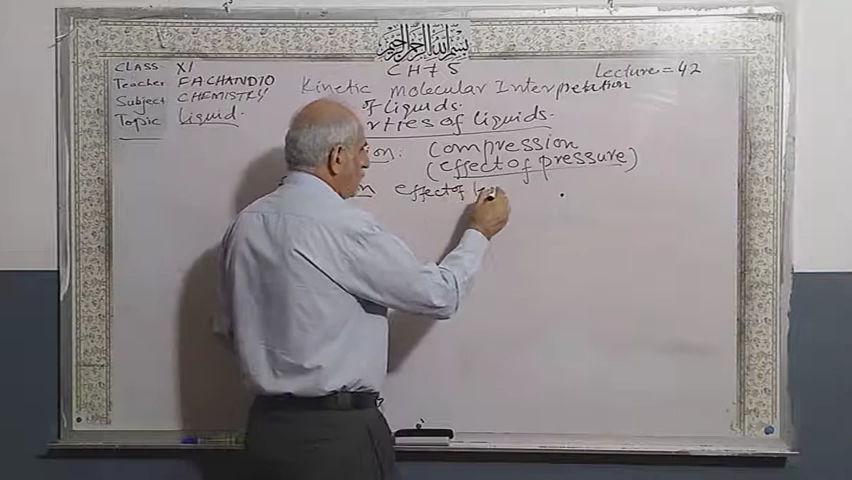 بسم الله الرحمن الرحيم
CLASS XI
CH # 5
Lecture = 42
Teacher FACHANDIO
Kinetic Molecular Interpretation
Subject CHEMISTRY
of liquids.
Topic Liquid.
rties of liquids.
on: Compression
(effect of pressure)
effect of